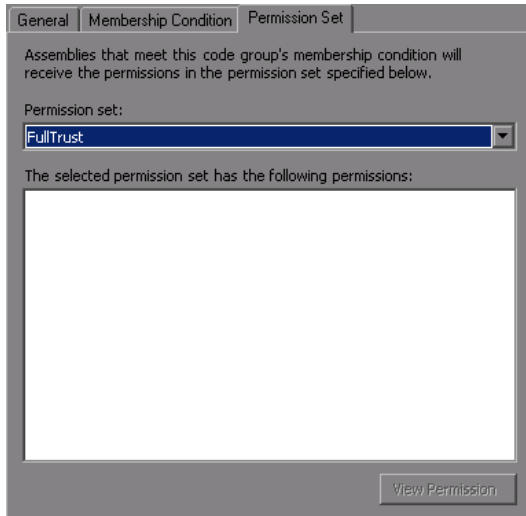 General
Membership Condition
Permission Set
Assemblies that meet this code group's membership condition will
receive the permissions in the permission set specified below.
Permission set:
FullTrust
The selected permission set has the following permissions:
View Permission